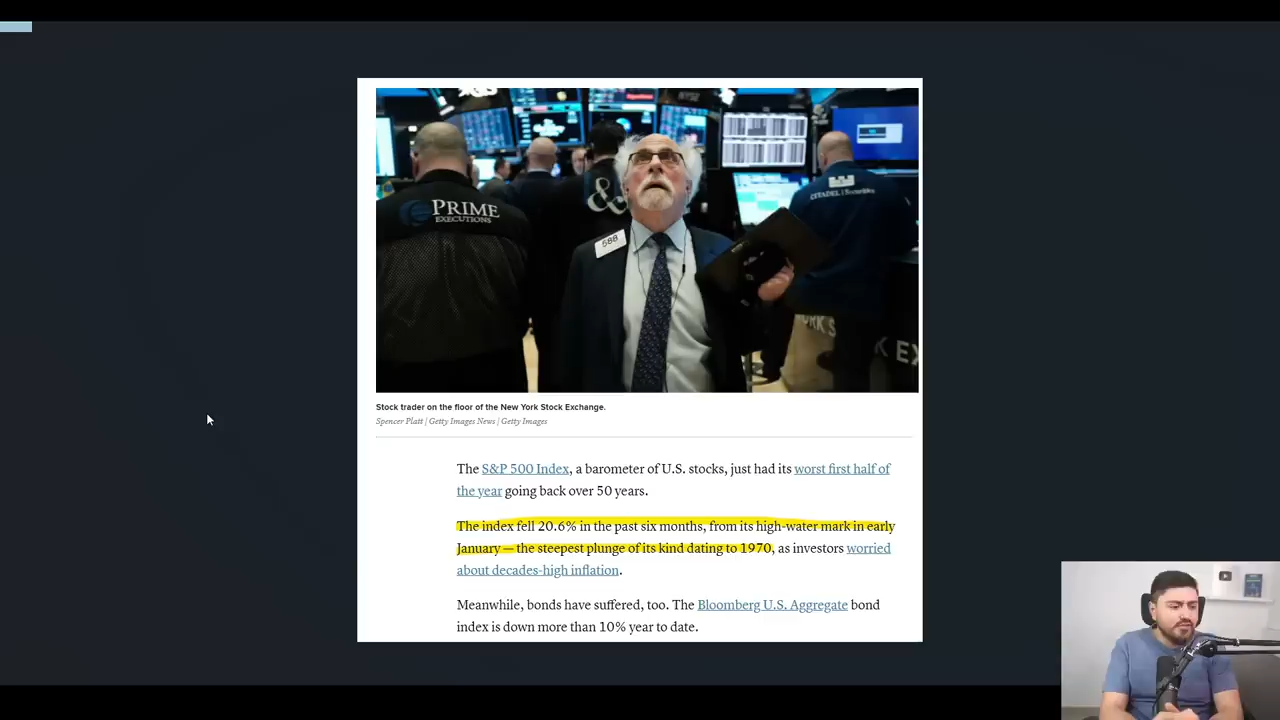 PRIME
EXECUTIONS
&
588
CITADEL | Securities
Stock trader on the floor of the New York Stock Exchange.
Spencer Platt | Getty Images News | Getty Images
The S&P 500 Index, a barometer of U.S. stocks, just had its worst first half of
the year going back over 50 years.
The index fell 20.6% in the past six months, from its high-water mark in early
January — the steepest plunge of its kind dating to 1970, as investors worried
about decades-high inflation.
Meanwhile, bonds have suffered, too. The Bloomberg U.S. Aggregate bond
index is down more than 10% year to date.